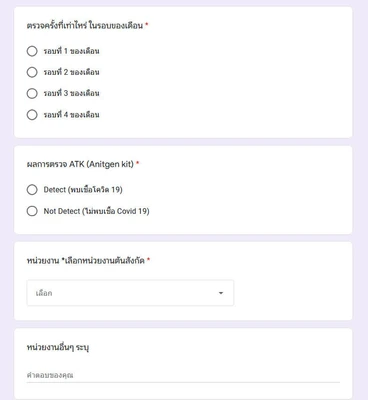 ตรวจครั้งที่เท่าไหร่ ในรอบของเดือน *
รอบที่ 1 ของเดือน
รอบที่ 2 ของเดือน
รอบที่ 3 ของเดือน
รอบที่ 4 ของเดือน
ผลการตรวจ ATK (Anitgen kit) *
Detect (พบเชื้อโควิด 19)
Not Detect (ไม่พบเชื้อ Covid 19)
หน่วยงาน *เลือกหน่วยงานต้นสังกัด *
เลือก
หน่วยงานอื่นๆ ระบุ
คำตอบของคุณ